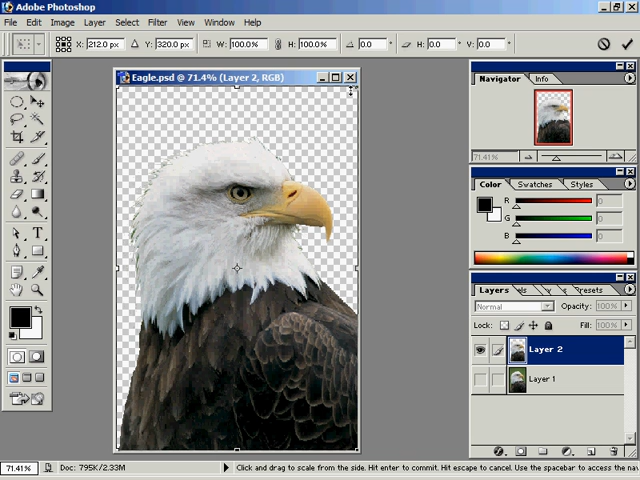 Adobe Photoshop
File Edit Image Layer Select Filter View Window Help
X: 212.0 px Y: 320.0 px W: 100.0% H: 100.0% 0.0 ° H: 0.0 ° V: 0.0 °
Eagle.psd @ 71.4% (Layer 2, RGB)
Navigator Info
71.41%
Color Swatches Styles
R 0
G 0
B 0
Layers
Normal Opacity: 100%
Lock: Fill: 100%
Layer 2
Layer 1
71.41% Doc: 795K/2.33M Click and drag to scale from the side. Hit enter to commit. Hit escape to cancel. Use the spacebar to access the nav